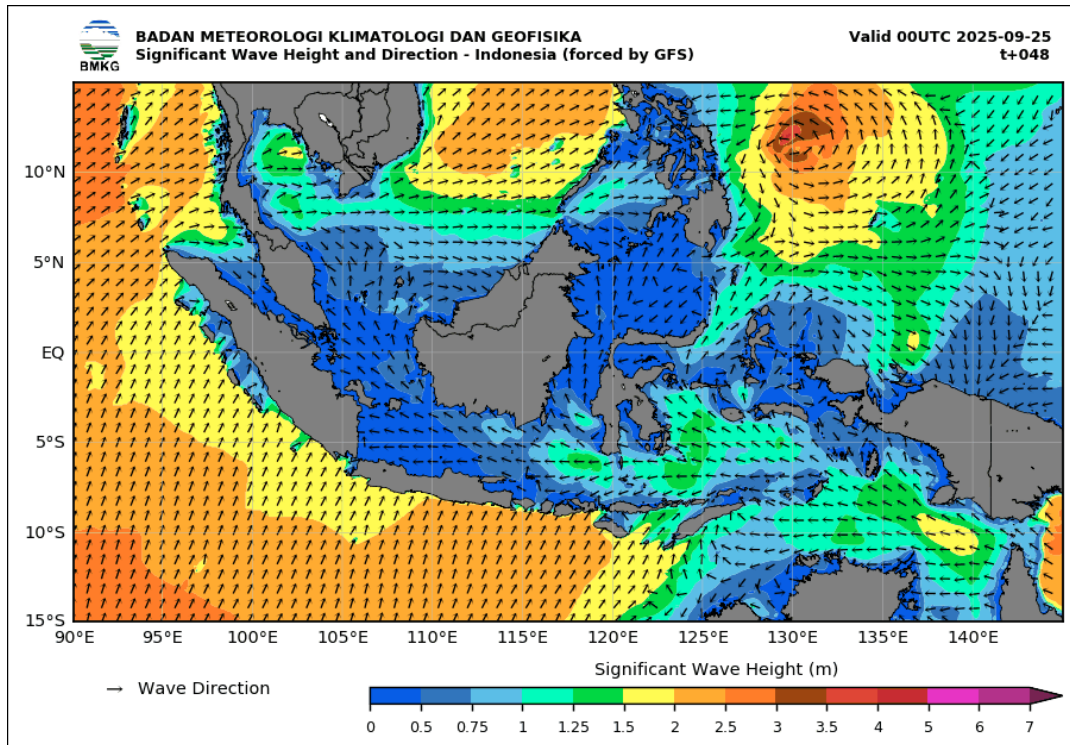 BADAN METEOROLOGI KLIMATOLOGI DAN GEOFISIKA
Significant Wave Height and Direction - Indonesia (forced by GFS)
Valid 00UTC 2025-09-25
t+048
BMKG
10°N
5°N
EQ
5°S
10°S
15°S
90°E 95°E 100°E 105°E 110°E 115°E 120°E 125°E 130°E 135°E 140°E
Wave Direction
Significant Wave Height (m)
0 0.5 0.75 1 1.25 1.5 2 2.5 3 3.5 4 5 6 7